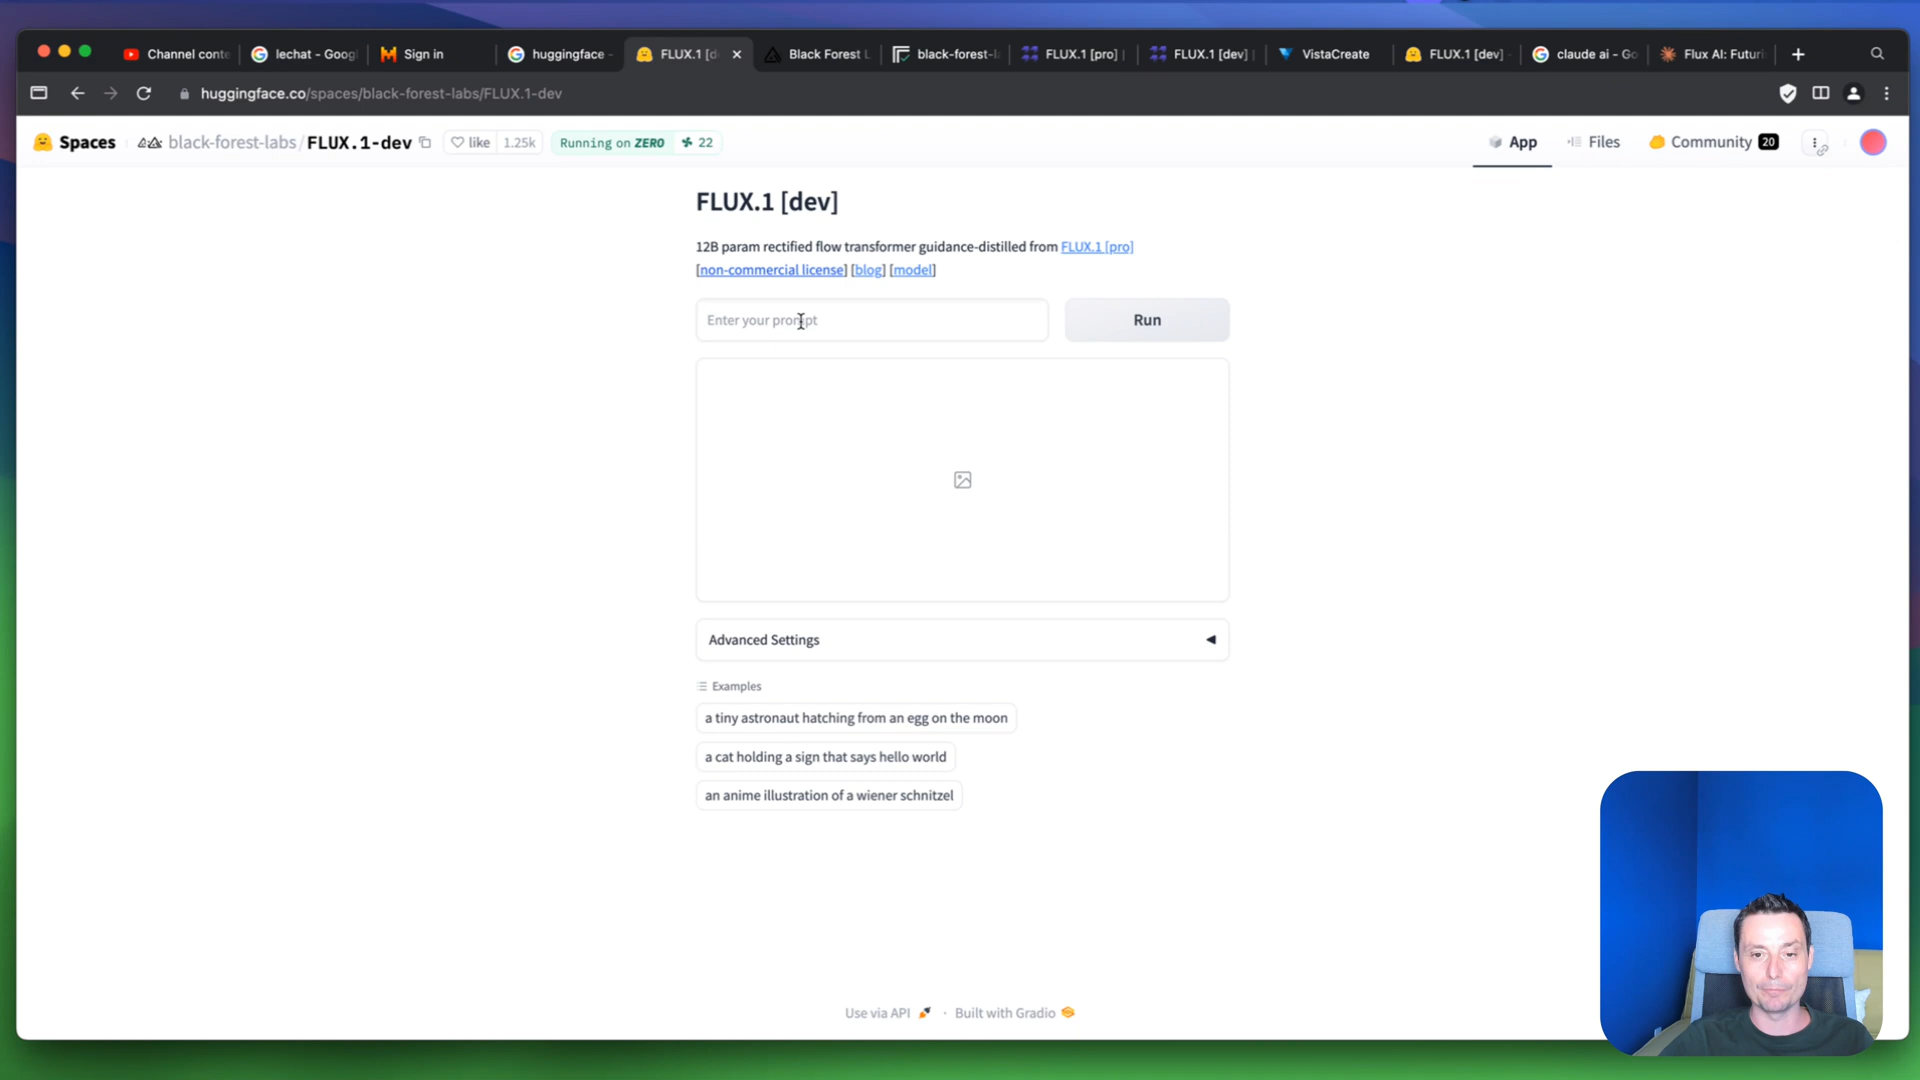 Channel conte
lechat - Googl
Sign in
huggingface -
FLUX.1 [d
Black Forest L
black-forest-la
FLUX.1 [pro] |
FLUX.1 [dev] |
VistaCreate
FLUX.1 [dev] -
claude ai - Go
Flux AI: Futuri
huggingface.co/spaces/black-forest-labs/FLUX.1-dev
Spaces
black-forest-labs/FLUX.1-dev
like 1.25k
Running on ZERO
22
App
Files
Community 20
FLUX.1 [dev]
12B param rectified flow transformer guidance-distilled from FLUX.1 [pro]
[non-commercial license] [blog] [model]
Enter your prompt
Run
Advanced Settings
Examples
a tiny astronaut hatching from an egg on the moon
a cat holding a sign that says hello world
an anime illustration of a wiener schnitzel
Use via API · Built with Gradio